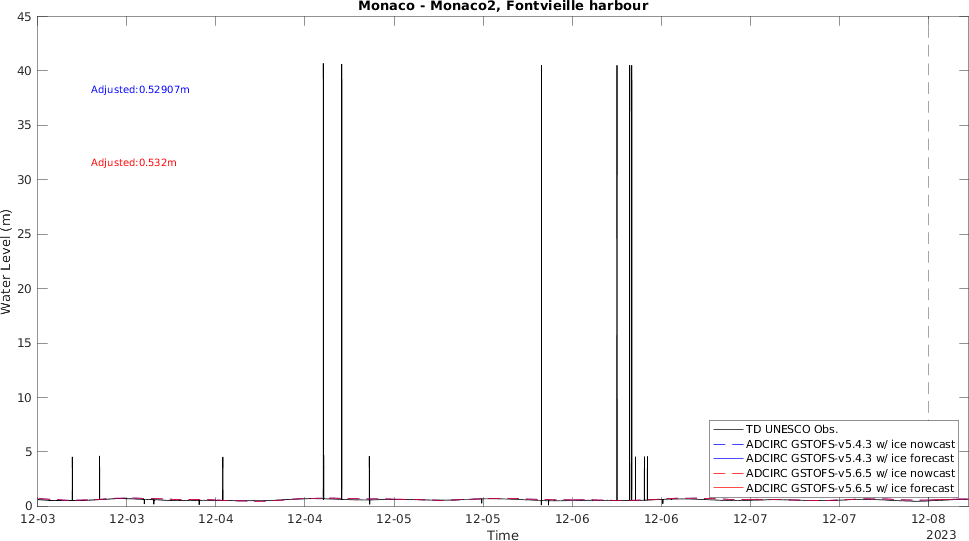 Monaco - Monaco2, Fontvieille harbour
45
40
35
30
25
20
15
10
5
0
Water Level (m)
Adjusted:0.52907m
Adjusted:0.532m
TD UNESCO Obs.
ADCIRC GSTOFS-v5.4.3 w/ ice nowcast
ADCIRC GSTOFS-v5.4.3 w/ ice forecast
ADCIRC GSTOFS-v5.6.5 w/ ice nowcast
ADCIRC GSTOFS-v5.6.5 w/ ice forecast
12-03 12-03 12-04 12-04 12-05 12-05 12-06 12-06 12-07 12-07 12-08
Time
2023